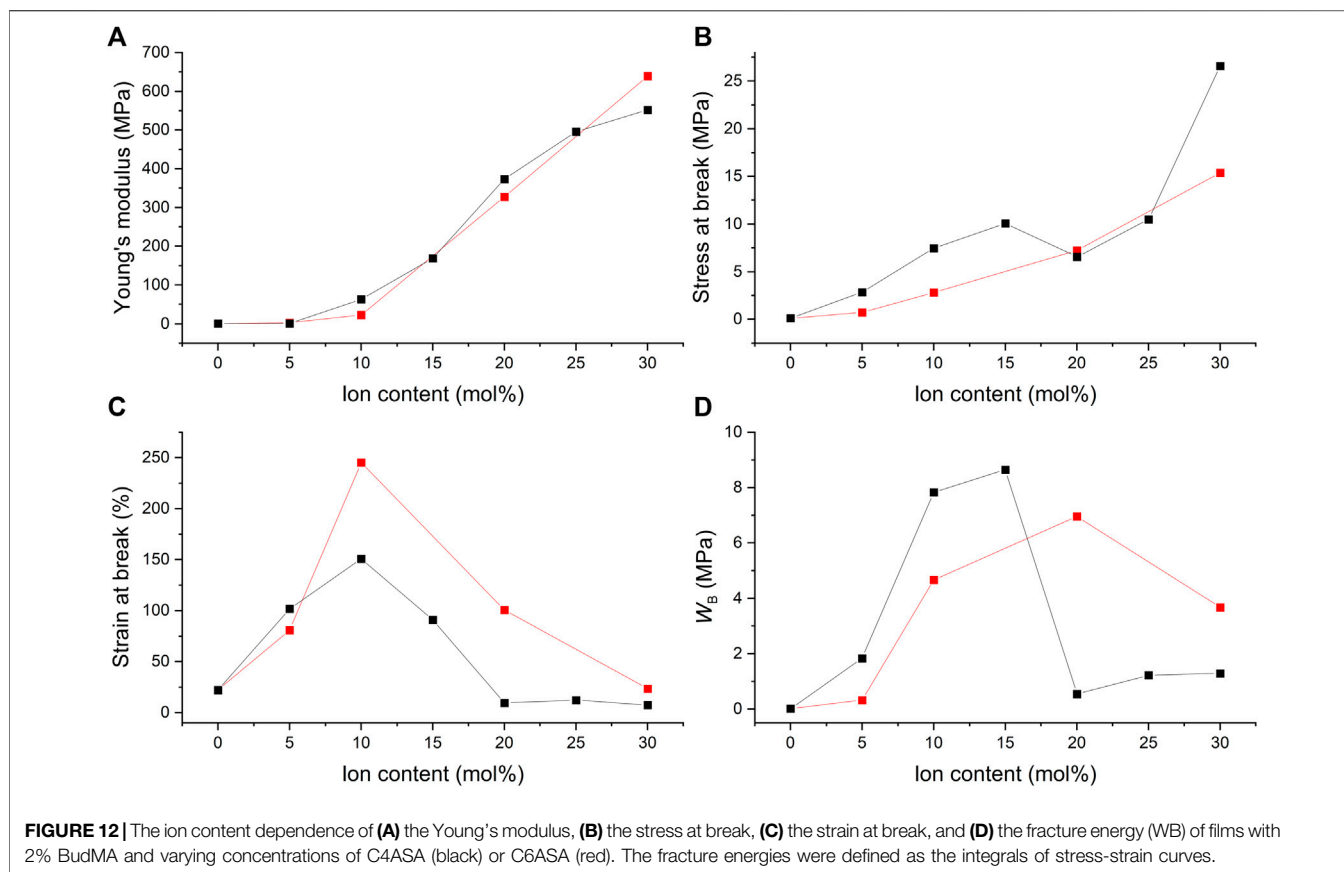 A
700
600
500
400
300
200
100
0
Young's modulus (MPa)
0 5 10 15 20 25 30
Ion content (mol%)
B
25
20
15
10
5
0
Stress at break (MPa)
0 5 10 15 20 25 30
Ion content (mol%)
C
250
200
150
100
50
0
Strain at break (%)
0 5 10 15 20 25 30
Ion content (mol%)
D
10
8
6
4
2
0
WB (MPa)
0 5 10 15 20 25 30
Ion content (mol%)
FIGURE 12 | The ion content dependence of (A) the Young's modulus, (B) the stress at break, (C) the strain at break, and (D) the fracture energy (WB) of films with
2% BudMA and varying concentrations of C4ASA (black) or C6ASA (red). The fracture energies were defined as the integrals of stress-strain curves.